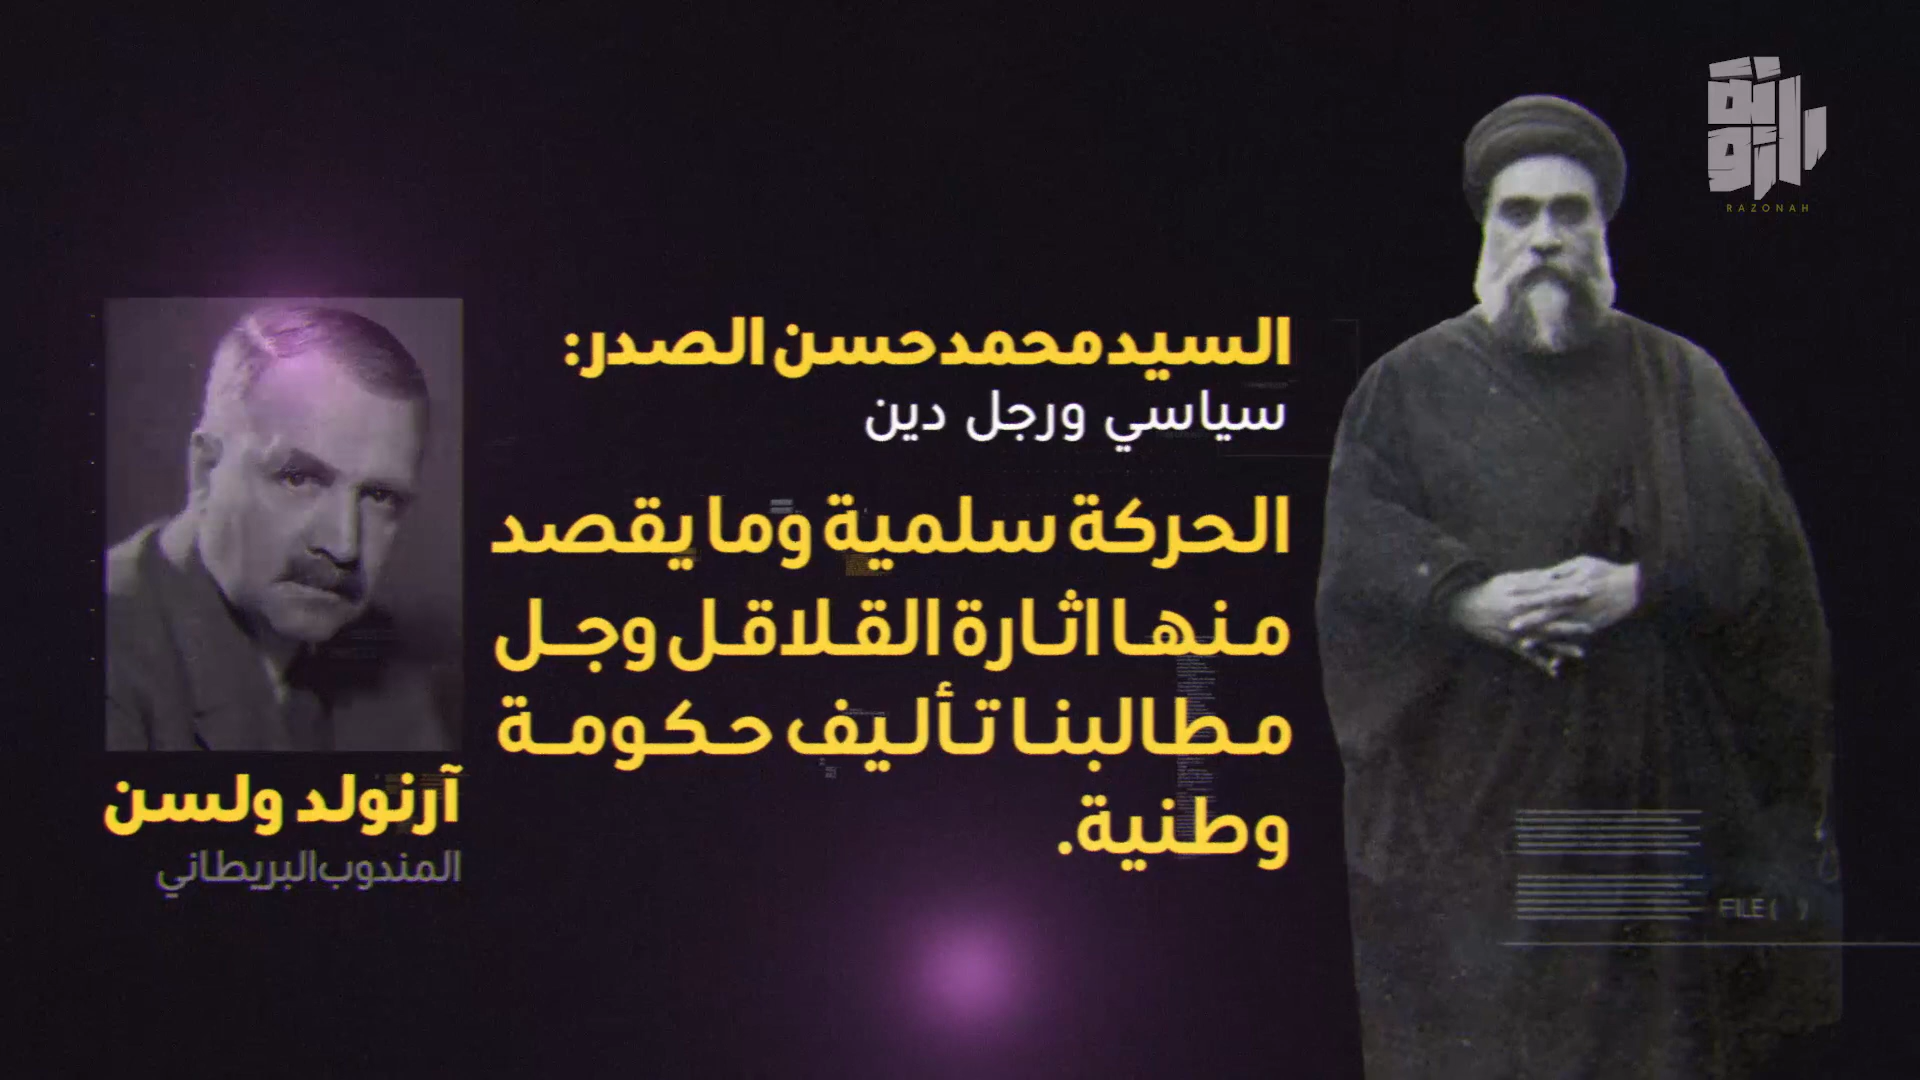 رازونة
RAZONAH
السيد محمد حسن الصدر:
سياسي ورجل دين
الحركة سلمية وما يقصد
منها اثارة القلاقل وجل
مطالبنا تأليف حكومة
وطنية.
آرنولد ولسن
المندوب البريطاني
FILE ( )